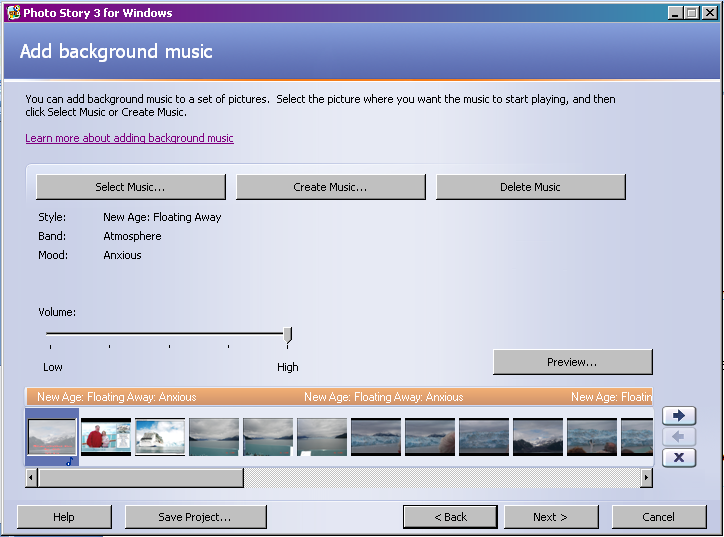 Photo Story 3 for Windows
Add background music
You can add background music to a set of pictures. Select the picture where you want the music to start playing, and then
click Select Music or Create Music.
Learn more about adding background music
Select Music... Create Music... Delete Music
Style: New Age: Floating Away
Band: Atmosphere
Mood: Anxious
Volume:
Low High
Preview...
New Age: Floating Away: Anxious New Age: Floating Away: Anxious New Age: Floatin
Help Save Project... < Back Next > Cancel